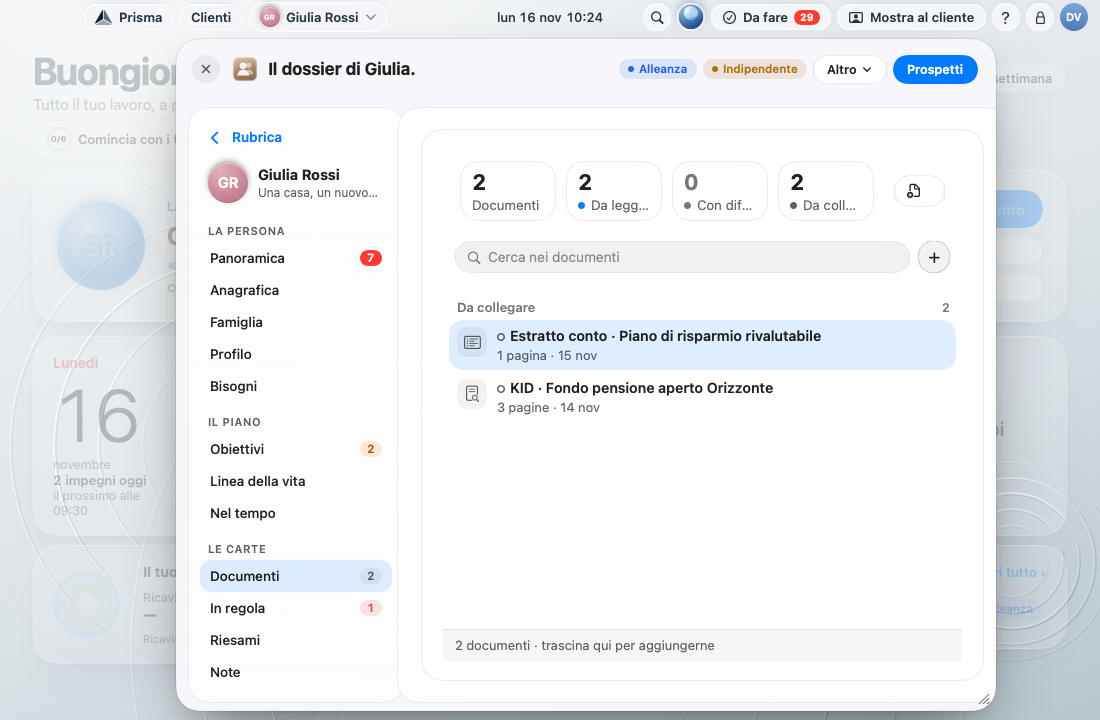 Prisma
Clienti
GR Giulia Rossi
lun 16 nov 10:24
Da fare 29
Mostra al cliente
?
DV
Buongior
Tutto il tuo lavoro, a p
settimana
0/6 Comincia con i t
Il dossier di Giulia.
Alleanza
Indipendente
Altro
Prospetti
Rubrica
GR
Giulia Rossi
Una casa, un nuovo...
LA PERSONA
Panoramica 7
Anagrafica
Famiglia
Profilo
Bisogni
IL PIANO
Obiettivi 2
Linea della vita
Nel tempo
LE CARTE
Documenti 2
In regola 1
Riesami
Note
2
Documenti
2
Da legg...
0
Con dif...
2
Da coll...
Cerca nei documenti
Da collegare 2
Estratto conto · Piano di risparmio rivalutabile
1 pagina · 15 nov
KID · Fondo pensione aperto Orizzonte
3 pagine · 14 nov
2 documenti · trascina qui per aggiungerne
SR
Lunedì
16
novembre
2 impegni oggi
il prossimo alle
09:30
Il tuo
Ricav
Ricavi